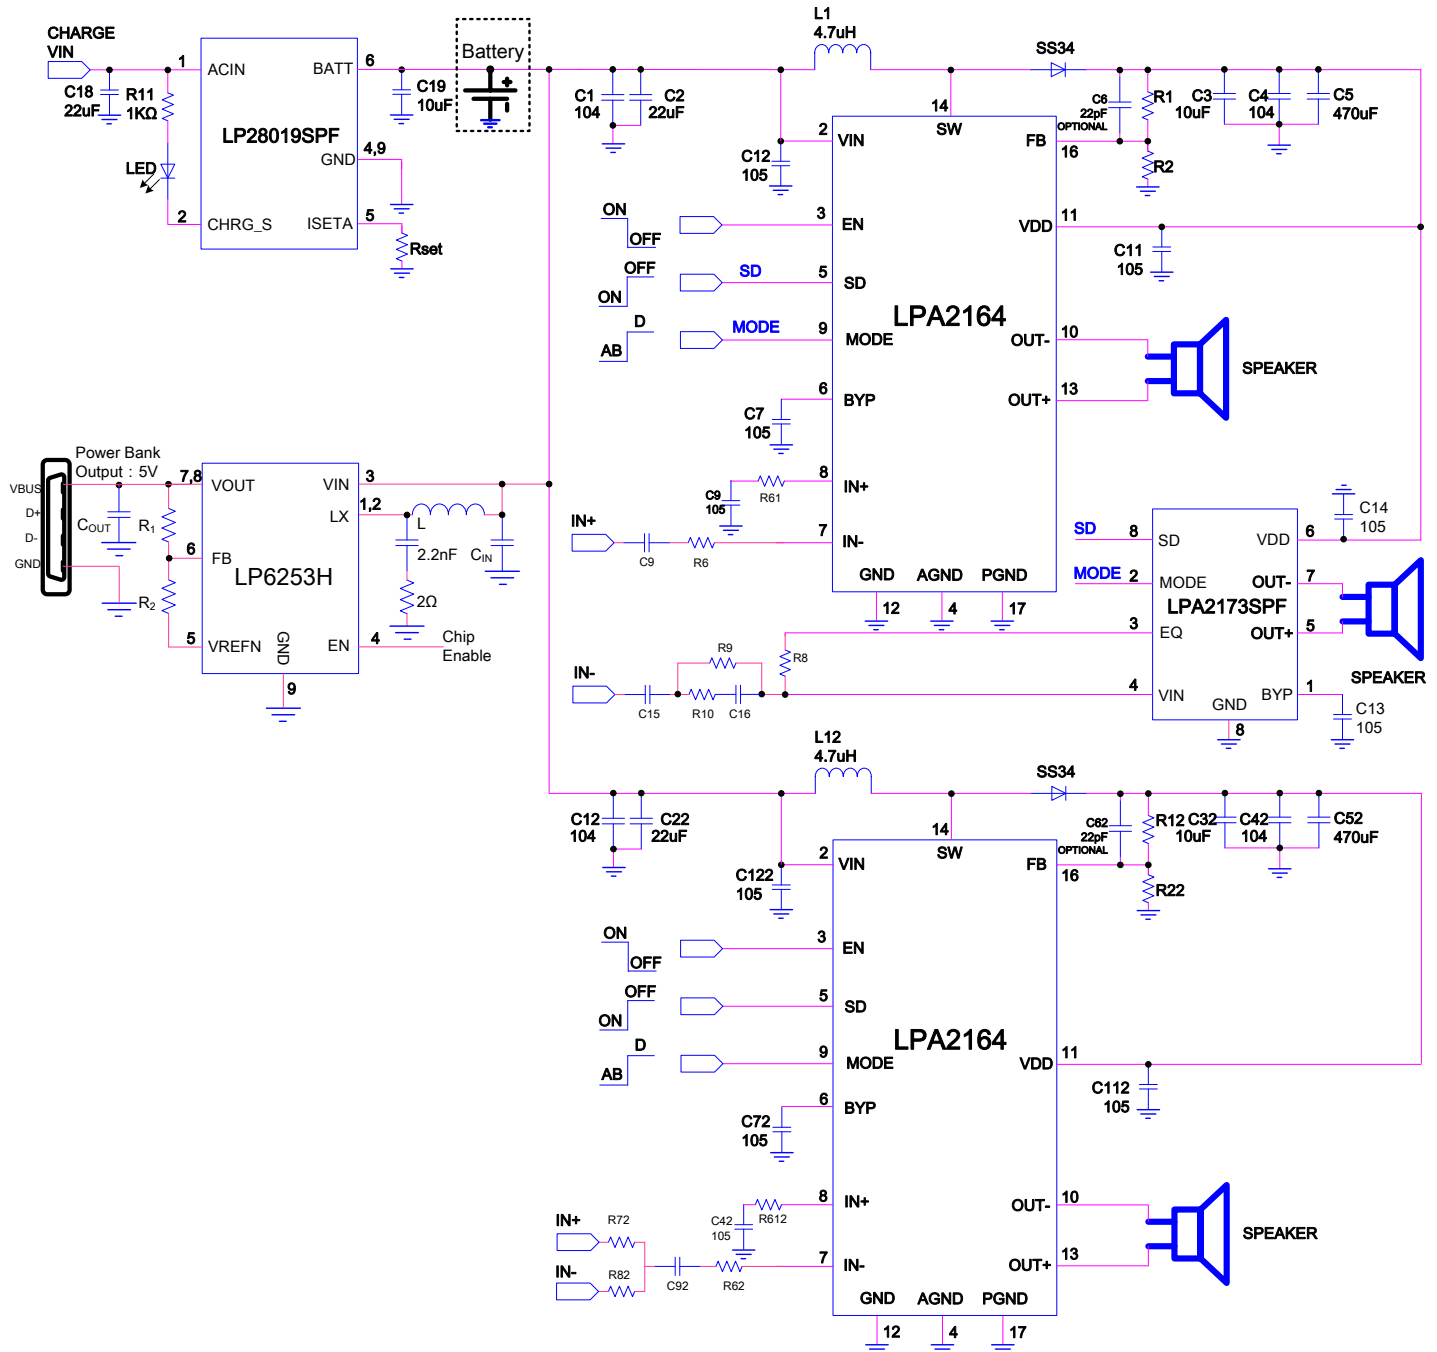 CHARGE
VIN
C18
22uF
R11
1KΩ
LED
1
ACIN
BATT
6
LP28019SPF
GND
4,9
2
CHRG_S
ISETA
5
Rset
C19
10uF
Battery
+
C1
104
C2
22uF
L1
4.7uH
SS34
C6
22pF
OPTIONAL
R1
R2
C3
10uF
C4
104
C5
470uF
14
SW
2
VIN
C12
105
FB
16
ON
OFF
3
EN
VDD
11
C11
105
OFF
ON
SD
5
SD
LPA2164
D
AB
MODE
9
MODE
OUT-
10
SPEAKER
OUT+
13
6
BYP
C7
105
8
IN+
R61
C9
105
IN+
C9
R6
7
IN-
GND
AGND
PGND
12
4
17
Power Bank
Output : 5V
VBUS
D+
D-
GND
COUT
R1
R2
7,8
VOUT
VIN
3
1,2
LX
L
2.2nF
CIN
2Ω
6
FB
LP6253H
5
VREFN
GND
EN
4
Chip
Enable
9
C14
105
SD
8
SD
VDD
6
MODE
2
MODE
OUT-
7
LPA2173SPF
3
EQ
OUT+
5
SPEAKER
4
VIN
GND
BYP
1
8
C13
105
IN-
C15
R9
R10
C16
R8
L12
4.7uH
SS34
C12
104
C22
22uF
C62
22pF
OPTIONAL
R12
R22
C32
10uF
C42
104
C52
470uF
14
SW
2
VIN
C122
105
FB
16
ON
OFF
3
EN
OFF
ON
5
SD
LPA2164
D
AB
9
MODE
VDD
11
C112
105
6
BYP
C72
105
8
IN+
C42
105
R612
OUT-
10
SPEAKER
OUT+
13
IN+
R72
IN-
R82
C92
R62
7
IN-
GND
AGND
PGND
12
4
17